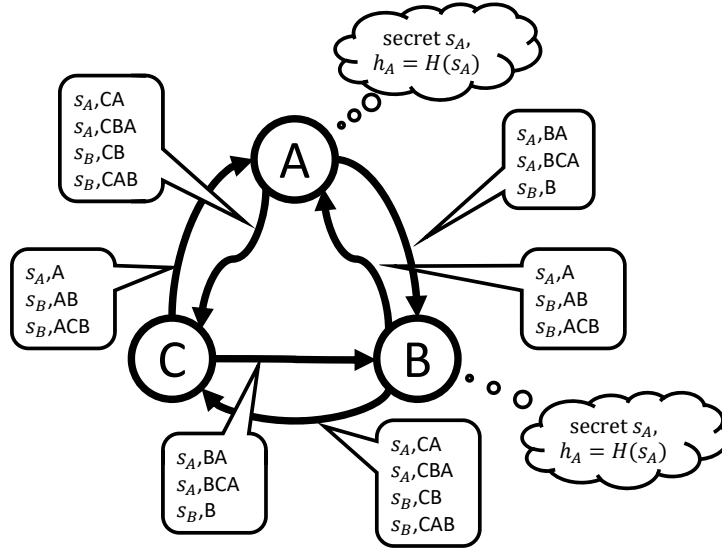 secret s_A,
h_A = H(s_A)
s_A,CA
s_A,CBA
s_B,CB
s_B,CAB
A
s_A,BA
s_A,BCA
s_B,B
s_A,A
s_B,AB
s_B,ACB
s_A,A
s_B,AB
s_B,ACB
C
B
s_A,BA
s_A,BCA
s_B,B
s_A,CA
s_A,CBA
s_B,CB
s_B,CAB
secret s_A,
h_A = H(s_A)